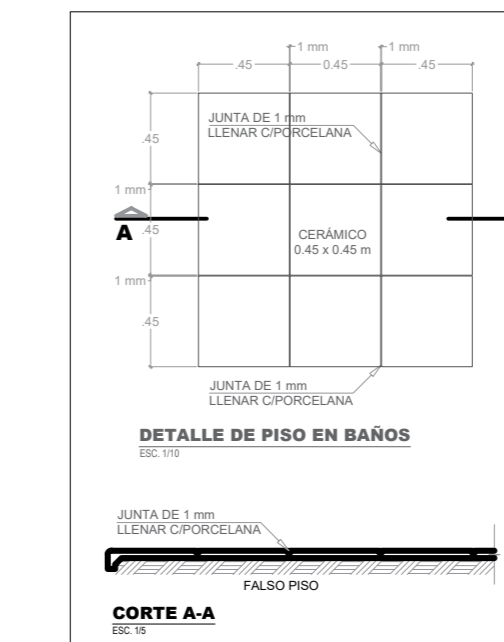 1 mm
1 mm
.45
0.45
.45
JUNTA DE 1 mm
LLENAR C/PORCELANA
.45
1 mm
A
.45
CERÁMICO
0.45 x 0.45 m
1 mm
.45
JUNTA DE 1 mm
LLENAR C/PORCELANA
DETALLE DE PISO EN BAÑOS
ESC. 1/10
JUNTA DE 1 mm
LLENAR C/PORCELANA
FALSO PISO
CORTE A-A
ESC. 1/5